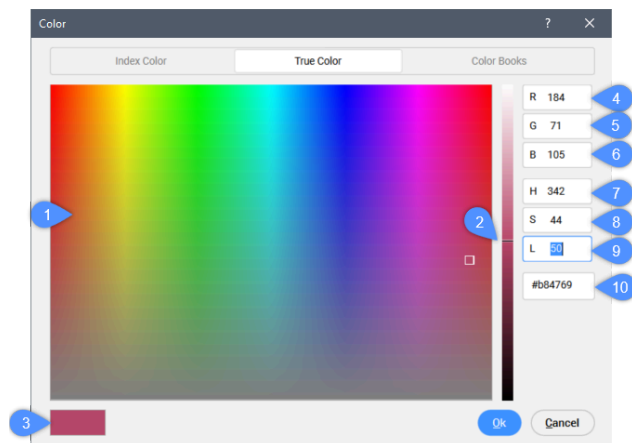 Color ? ×
Index Color True Color Color Books
R 184 4
G 71 5
B 105 6
H 342 7
1
2
S 44 8
L 50 9
#b84769 10
3
Ok Cancel